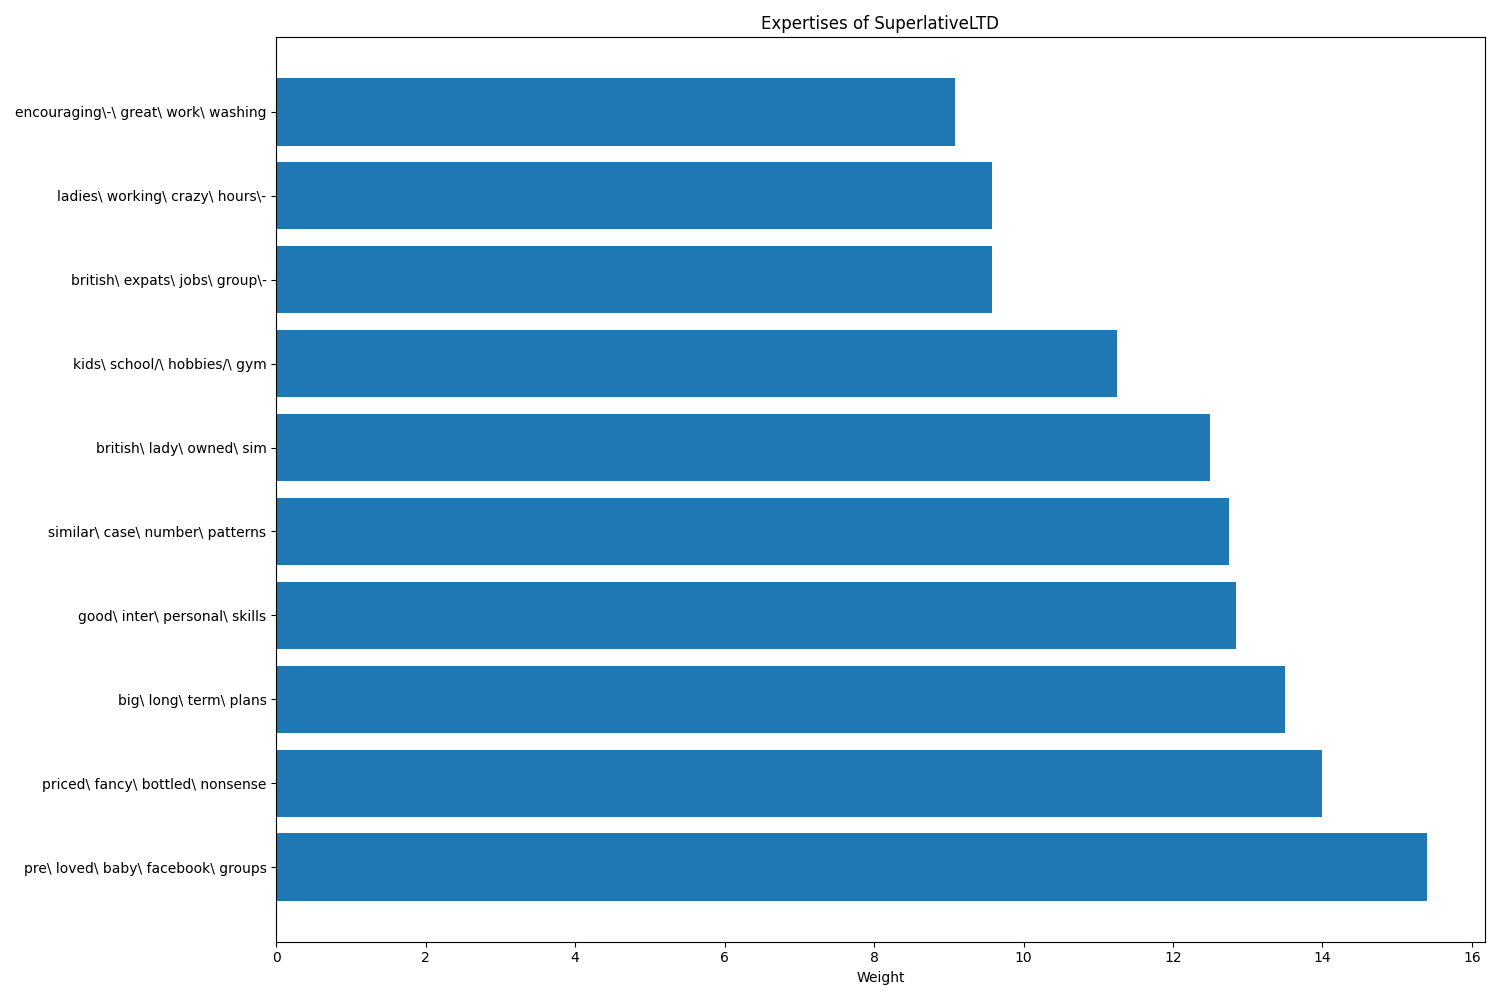 Expertises of SuperlativeLTD
encouraging\-\ great\ work\ washing
ladies\ working\ crazy\ hours\-
british\ expats\ jobs\ group\-
kids\ school/\ hobbies/\ gym
british\ lady\ owned\ sim
similar\ case\ number\ patterns
good\ inter\ personal\ skills
big\ long\ term\ plans
priced\ fancy\ bottled\ nonsense
pre\ loved\ baby\ facebook\ groups
0 2 4 6 8 10 12 14 16
Weight